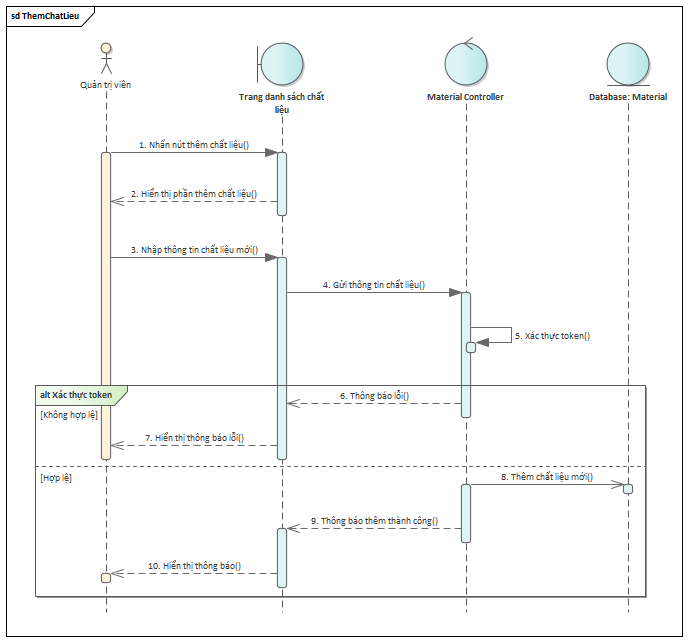 sd ThemChatLieu
Quản trị viên
Trang danh sách chất
liệu
Material Controller
Database: Material
1. Nhấn nút thêm chất liệu()
2. Hiển thị phần thêm chất liệu()
3. Nhập thông tin chất liệu mới()
4. Gửi thông tin chất liệu()
5. Xác thực token()
alt Xác thực token
6. Thông báo lỗi()
[Không hợp lệ]
7. Hiển thị thông báo lỗi()
[Hợp lệ]
8. Thêm chất liệu mới()
9. Thông báo thêm thành công()
10. Hiển thị thông báo()